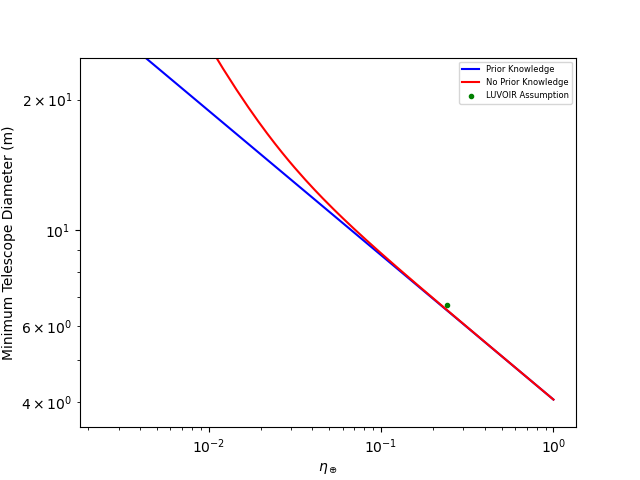 Prior Knowledge
No Prior Knowledge
LUVOIR Assumption
Minimum Telescope Diameter (m)
2 × 10¹
10¹
6 × 10⁰
4 × 10⁰
10⁻² 10⁻¹ 10⁰
η⊕